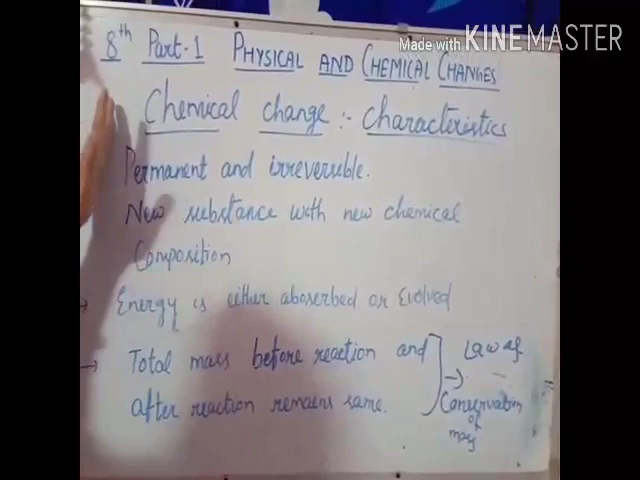 Made with KINEMASTER
8th Part-1 PHYSICAL AND CHEMICAL CHANGES
Chemical change :- Characteristics
Permanent and irreversible.
New substance with new chemical
Composition
→ Energy is either aboserbed or Evolved
→ Total mass before reaction and
after reaction remains same.
→ Law of
Conservation
of
mass